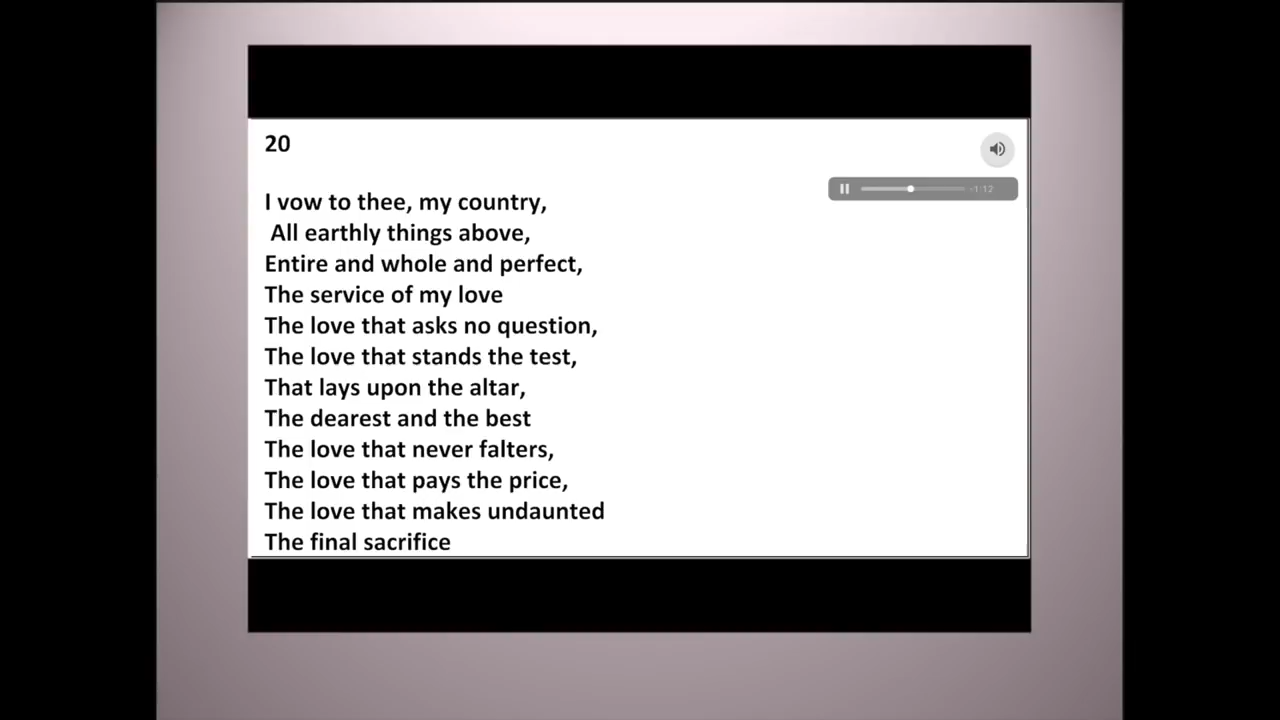 20
-1:12
I vow to thee, my country,
All earthly things above,
Entire and whole and perfect,
The service of my love
The love that asks no question,
The love that stands the test,
That lays upon the altar,
The dearest and the best
The love that never falters,
The love that pays the price,
The love that makes undaunted
The final sacrifice